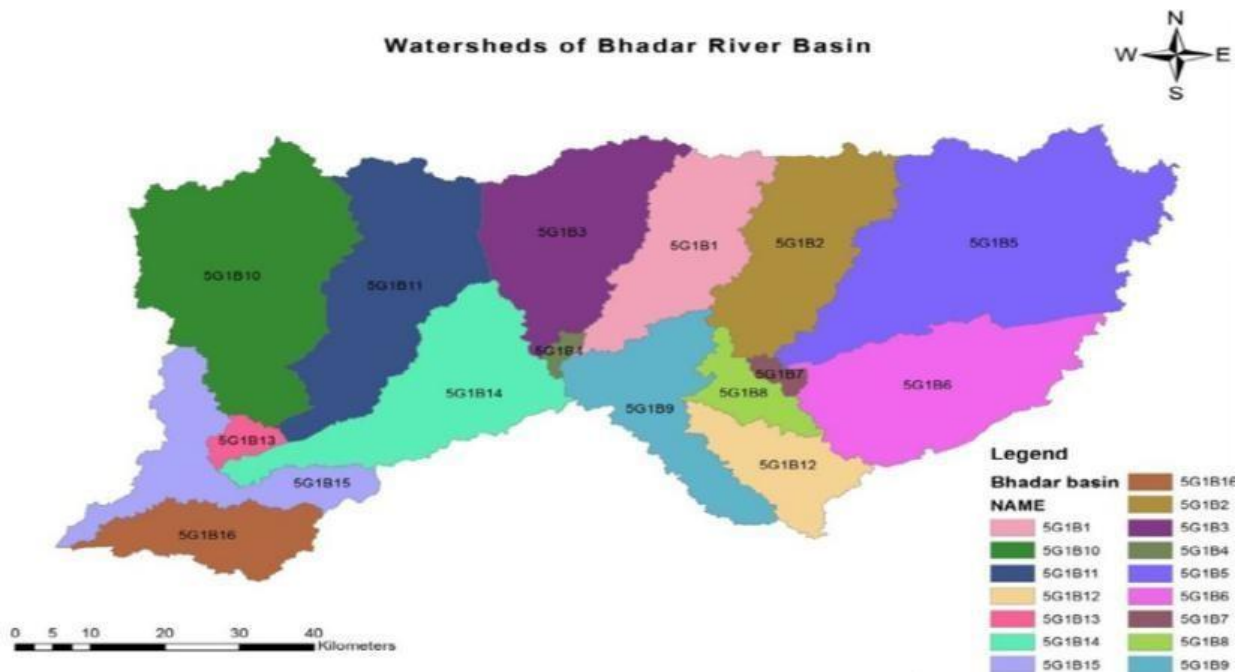 Watersheds of Bhadar River Basin
N
W E
S
5G1B3
5G1B1
5G1B2
5G1B5
5G1B10
5G1B11
5G1B4
5G1B7
5G1B6
5G1B14
5G1B8
5G1B9
5G1B13
5G1B12
5G1B15
5G1B16
Legend
Bhadar basin
NAME
5G1B1
5G1B10
5G1B11
5G1B12
5G1B13
5G1B14
5G1B15
5G1B16
5G1B2
5G1B3
5G1B4
5G1B5
5G1B6
5G1B7
5G1B8
5G1B9
0 5 10 20 30 40
Kilometers